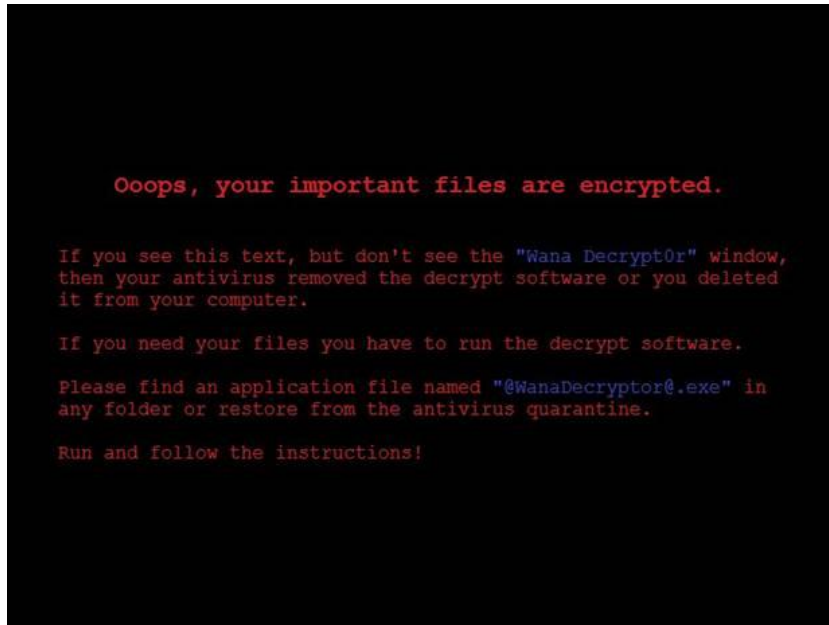 Ooops, your important files are encrypted.
If you see this text, but don't see the "Wana Decrypt0r" window,
then your antivirus removed the decrypt software or you deleted
it from your computer.
If you need your files you have to run the decrypt software.
Please find an application file named "@WanaDecryptor@.exe" in
any folder or restore from the antivirus quarantine.
Run and follow the instructions!